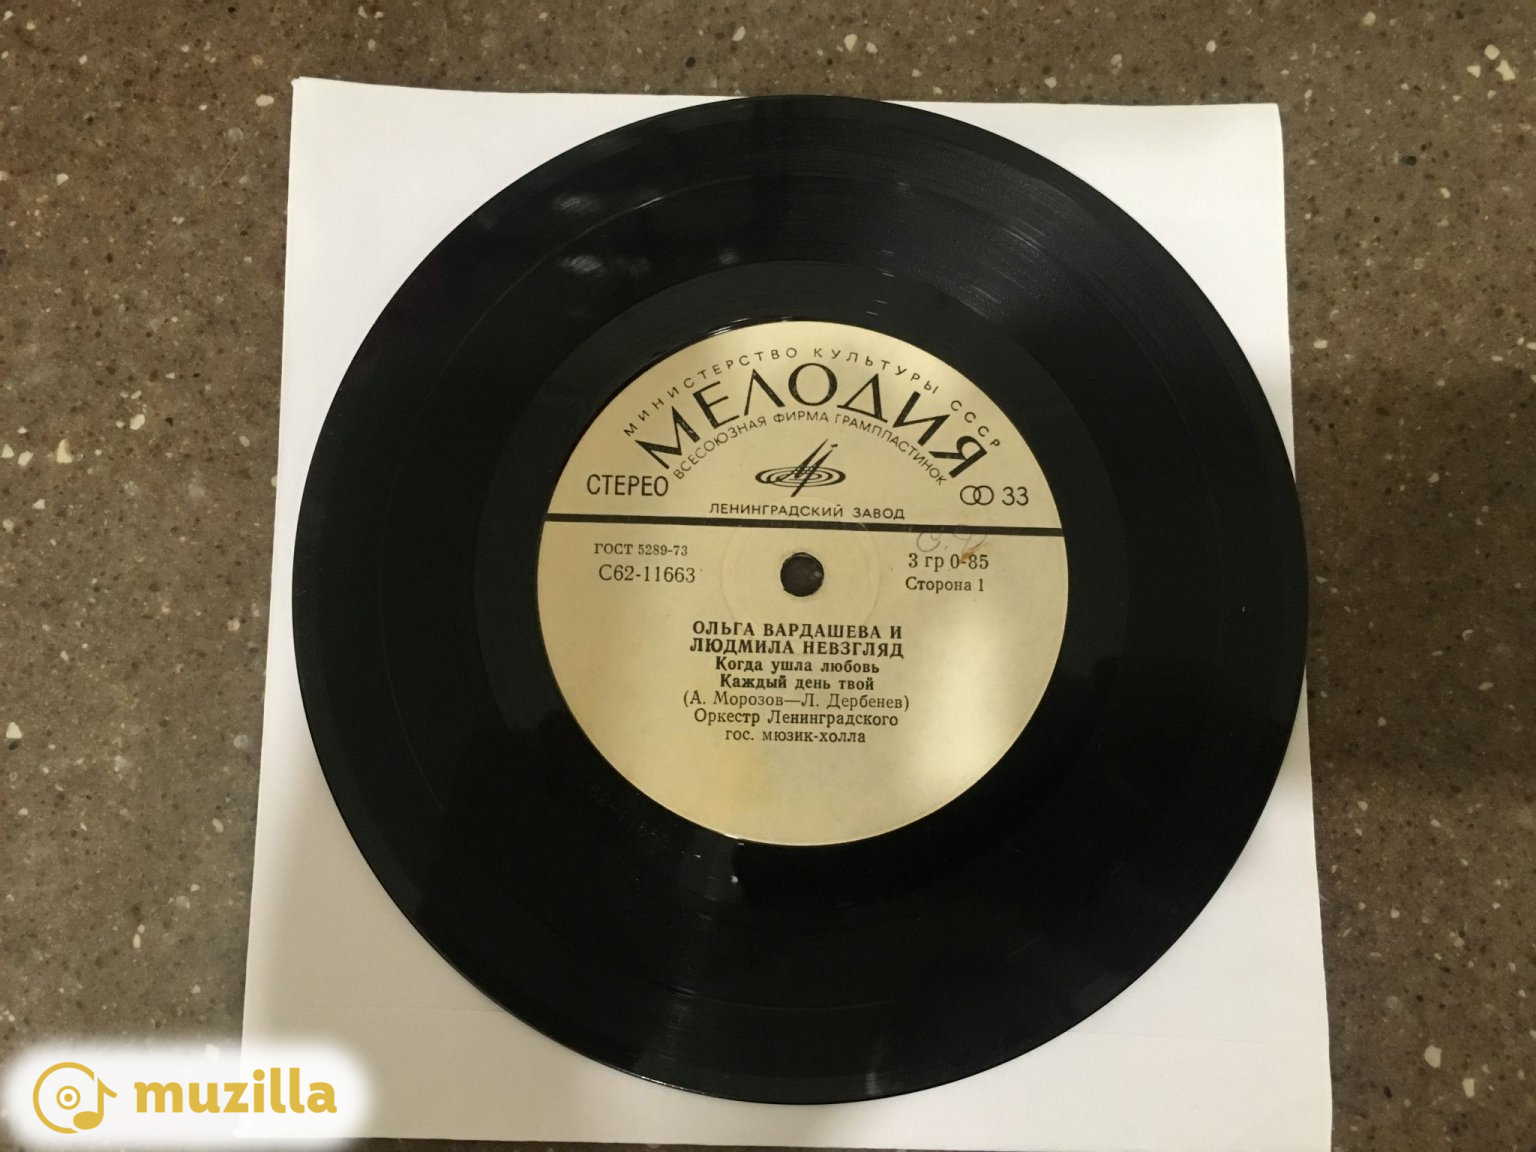 МИНИСТЕРСТВО КУЛЬТУРЫ СССР
МЕЛОДИЯ
ВСЕСОЮЗНАЯ ФИРМА ГРАМПЛАСТИНОК
СТЕРЕО
33
ЛЕНИНГРАДСКИЙ ЗАВОД
ГОСТ 5289-73
С62-11663
3 гр 0-85
Сторона 1
ОЛЬГА ВАРДАШЕВА И
ЛЮДМИЛА НЕВЗГЛЯД
Когда ушла любовь
Каждый день твой
(А. Морозов—Л. Дербенев)
Оркестр Ленинградского
гос. мюзик-холла
muzilla